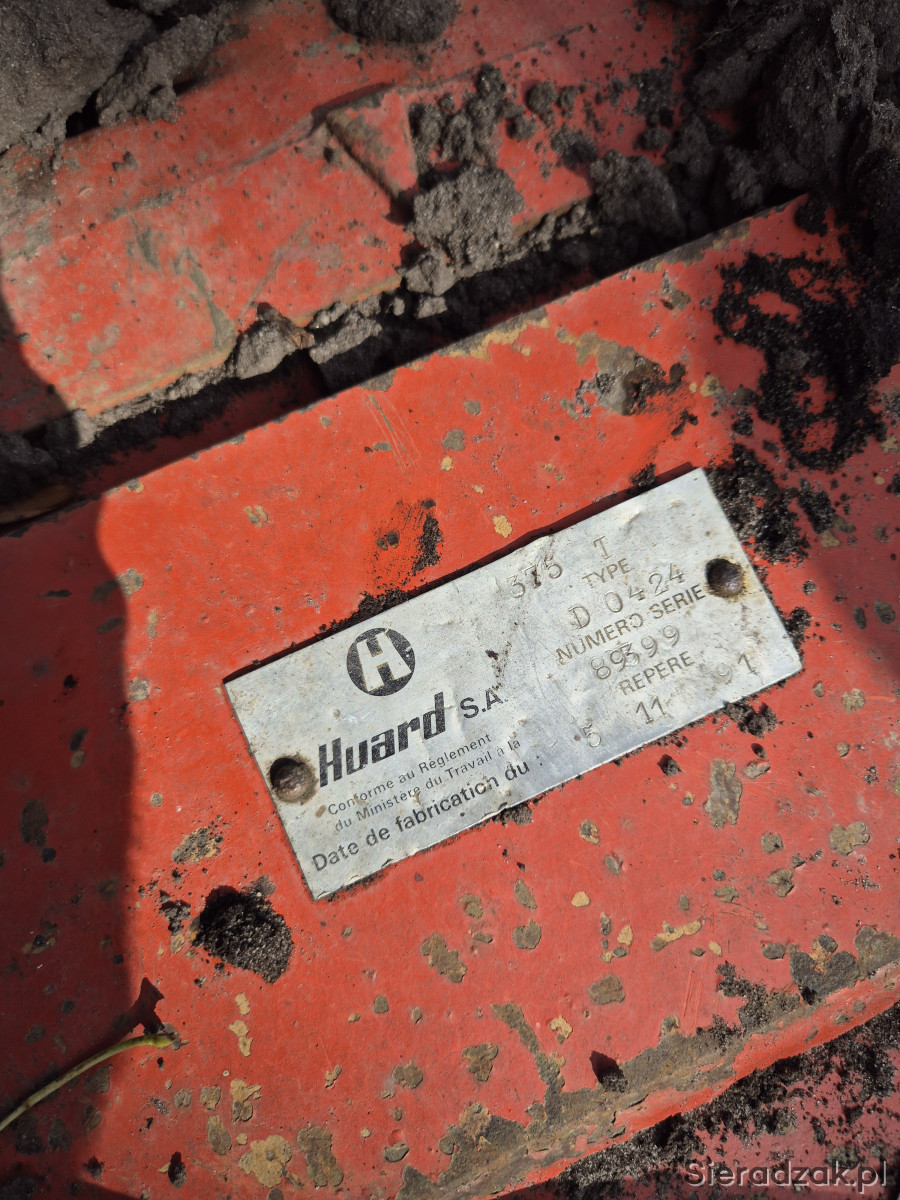 H
Huard S.A.
Conforme au Règlement
du Ministère du Travail à la
Date de fabrication du :
375 T
TYPE
D 0424
NUMERO SERIE
REPERE
5 11 91
Sieradzak.pl